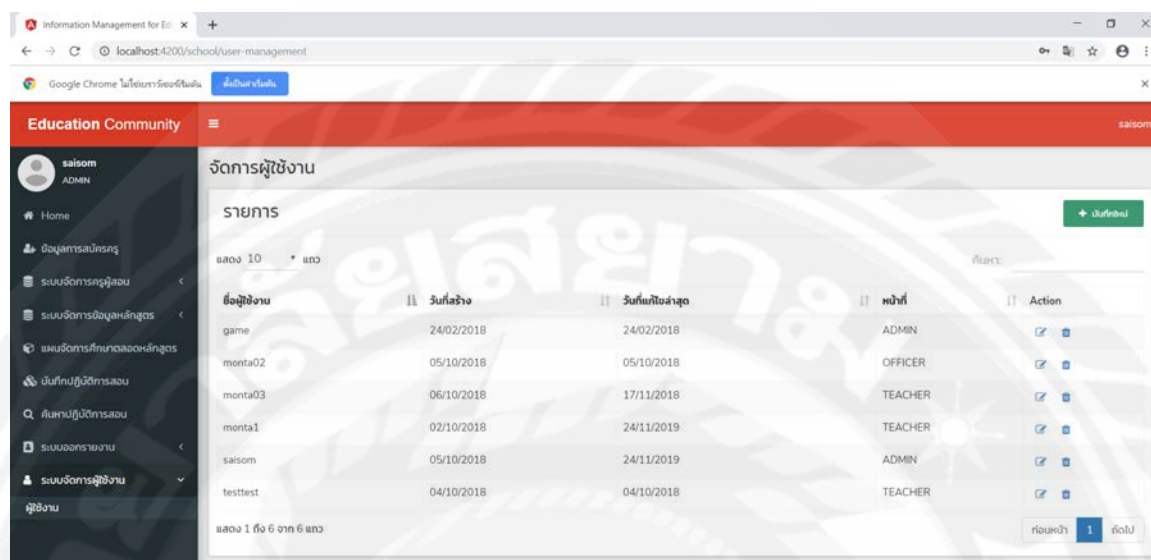 Information Management for Ed
localhost:4200/school/user-management
Google Chrome ไม่ใช่เบราว์เซอร์เริ่มต้น ตั้งเป็นค่าเริ่มต้น
Education Community saisom
saisom
ADMIN
จัดการผู้ใช้งาน
Home
ข้อมูลการสมัครครู
ระบบจัดการครูผู้สอน
ระบบจัดการข้อมูลหลักสูตร
แผนจัดการศึกษาตลอดหลักสูตร
บันทึกปฏิบัติการสอน
ค้นหาปฏิบัติการสอน
ระบบออกรายงาน
ระบบจัดการผู้ใช้งาน
ผู้ใช้งาน
รายการ + บันทึกใหม่
แสดง 10 แถว ค้นหา:
ชื่อผู้ใช้งาน วันที่สร้าง วันที่แก้ไขล่าสุด หน้าที่ Action
game 24/02/2018 24/02/2018 ADMIN
monta02 05/10/2018 05/10/2018 OFFICER
monta03 06/10/2018 17/11/2018 TEACHER
monta1 02/10/2018 24/11/2019 TEACHER
saisom 05/10/2018 24/11/2019 ADMIN
testtest 04/10/2018 04/10/2018 TEACHER
แสดง 1 ถึง 6 จาก 6 แถว ก่อนหน้า 1 ถัดไป